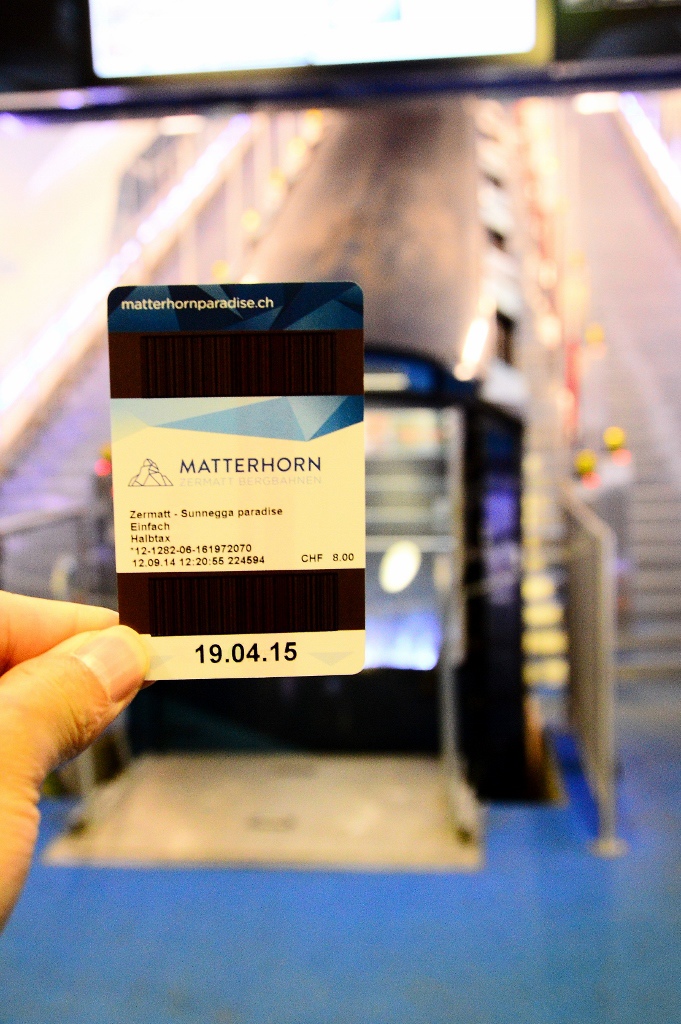 matterhornparadise.ch
MATTERHORN
ZERMATT BERGBAHNEN
Zermatt - Sunnegga paradise
Einfach
Halbtax
*12-1282-06-161972070
12.09.14 12:20:55 224594 CHF 8.00
19.04.15